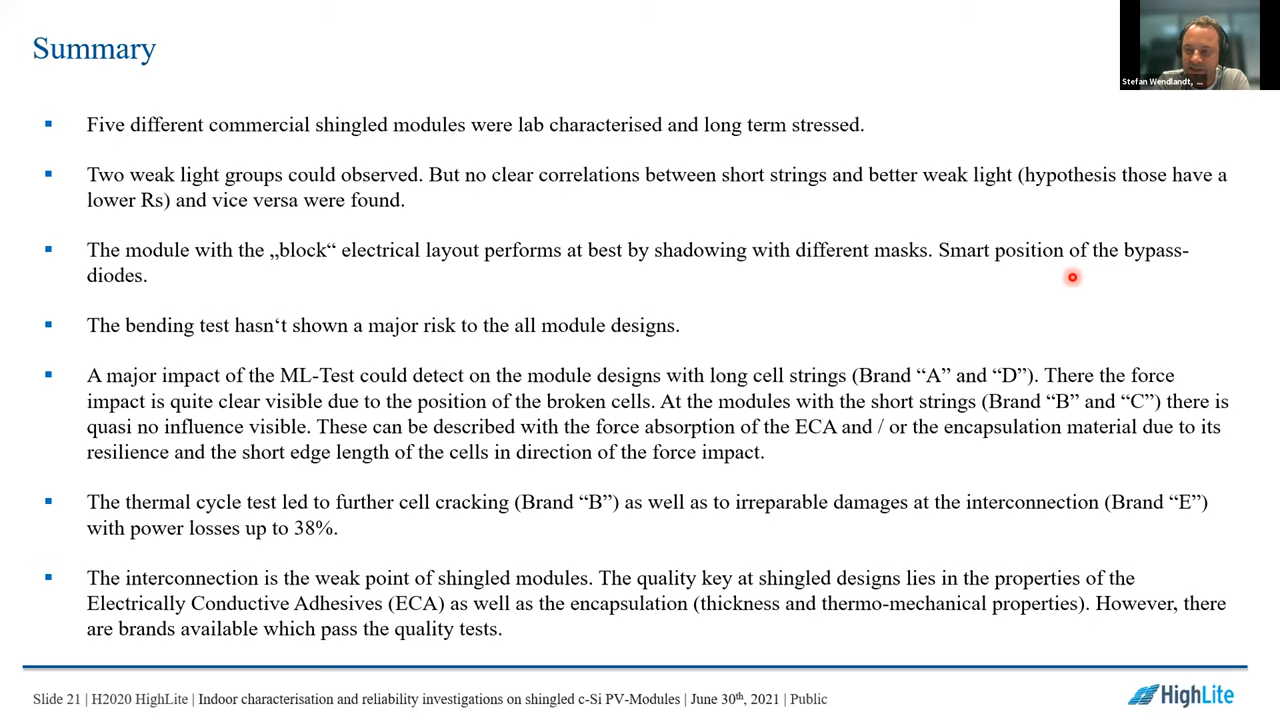 Summary
Stefan Wendlandt, ...
Five different commercial shingled modules were lab characterised and long term stressed.
Two weak light groups could observed. But no clear correlations between short strings and better weak light (hypothesis those have a
lower Rs) and vice versa were found.
The module with the „block“ electrical layout performs at best by shadowing with different masks. Smart position of the bypass-
diodes.
The bending test hasn‘t shown a major risk to the all module designs.
A major impact of the ML-Test could detect on the module designs with long cell strings (Brand “A” and “D”). There the force
impact is quite clear visible due to the position of the broken cells. At the modules with the short strings (Brand “B” and “C”) there is
quasi no influence visible. These can be described with the force absorption of the ECA and / or the encapsulation material due to its
resilience and the short edge length of the cells in direction of the force impact.
The thermal cycle test led to further cell cracking (Brand “B”) as well as to irreparable damages at the interconnection (Brand “E”)
with power losses up to 38%.
The interconnection is the weak point of shingled modules. The quality key at shingled designs lies in the properties of the
Electrically Conductive Adhesives (ECA) as well as the encapsulation (thickness and thermo-mechanical properties). However, there
are brands available which pass the quality tests.
Slide 21 | H2020 HighLite | Indoor characterisation and reliability investigations on shingled c-Si PV-Modules | June 30th, 2021 | Public
HighLite